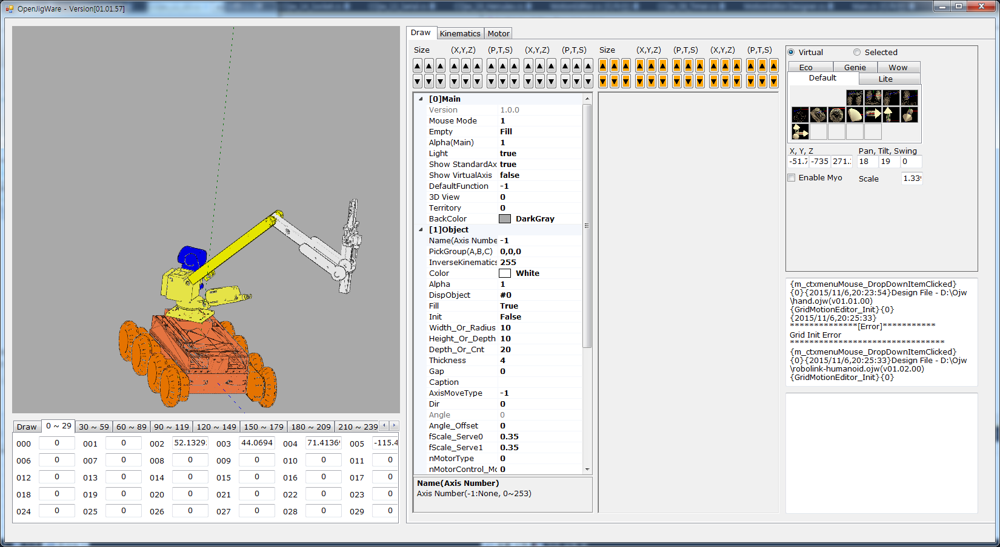 OpenJigWare - Version[01.01.57]
Draw Kinematics Motor
Size (X,Y,Z) (P,T,S) (X,Y,Z) (P,T,S) Size (X,Y,Z) (P,T,S) (X,Y,Z) (P,T,S)
[0]Main
Version 1.0.0
Mouse Mode 1
Empty Fill
Alpha(Main) 1
Light true
Show StandardAx true
Show VirtualAxis false
DefaultFunction -1
3D View 0
Territory 0
BackColor DarkGray
[1]Object
Name(Axis Numbe -1
PickGroup(A,B,C) 0,0,0
InverseKinematics 255
Color White
Alpha 1
DispObject #0
Fill True
Init False
Width_Or_Radius 10
Height_Or_Depth 10
Depth_Or_Cnt 20
Thickness 4
Gap 0
Caption
AxisMoveType -1
Dir 0
Angle 0
Angle_Offset 0
fScale_Serve0 0.35
fScale_Serve1 0.35
nMotorType 0
nMotorControl_Mo 0
Name(Axis Number)
Axis Number(-1:None, 0~253)
Virtual Selected
Eco Genie Wow
Default Lite
X, Y, Z Pan, Tilt, Swing
-51.7 -735 271. 18 19 0
Enable Myo Scale 1.339
{m_ctxmenuMouse_DropDownItemClicked}
{0}{2015/11/6,20:23:54}Design File - D:\Ojw
\hand.ojw(v01.01.00)
{GridMotionEditor_Init}{0}
{2015/11/6,20:25:33}
**************[Error]***********
Grid Init Error
********************************
{m_ctxmenuMouse_DropDownItemClicked}
{0}{2015/11/6,20:25:33}Design File - D:\Ojw
\robolink-humanoid.ojw(v01.02.00)
{GridMotionEditor_Init}{0}
Draw 0 ~ 29 30 ~ 59 60 ~ 89 90 ~ 119 120 ~ 149 150 ~ 179 180 ~ 209 210 ~ 239
000 0 001 0 002 52.1329 003 44.0694 004 71.4136 005 -115.4
006 0 007 0 008 0 009 0 010 0 011 0
012 0 013 0 014 0 015 0 016 0 017 0
018 0 019 0 020 0 021 0 022 0 023 0
024 0 025 0 026 0 027 0 028 0 029 0